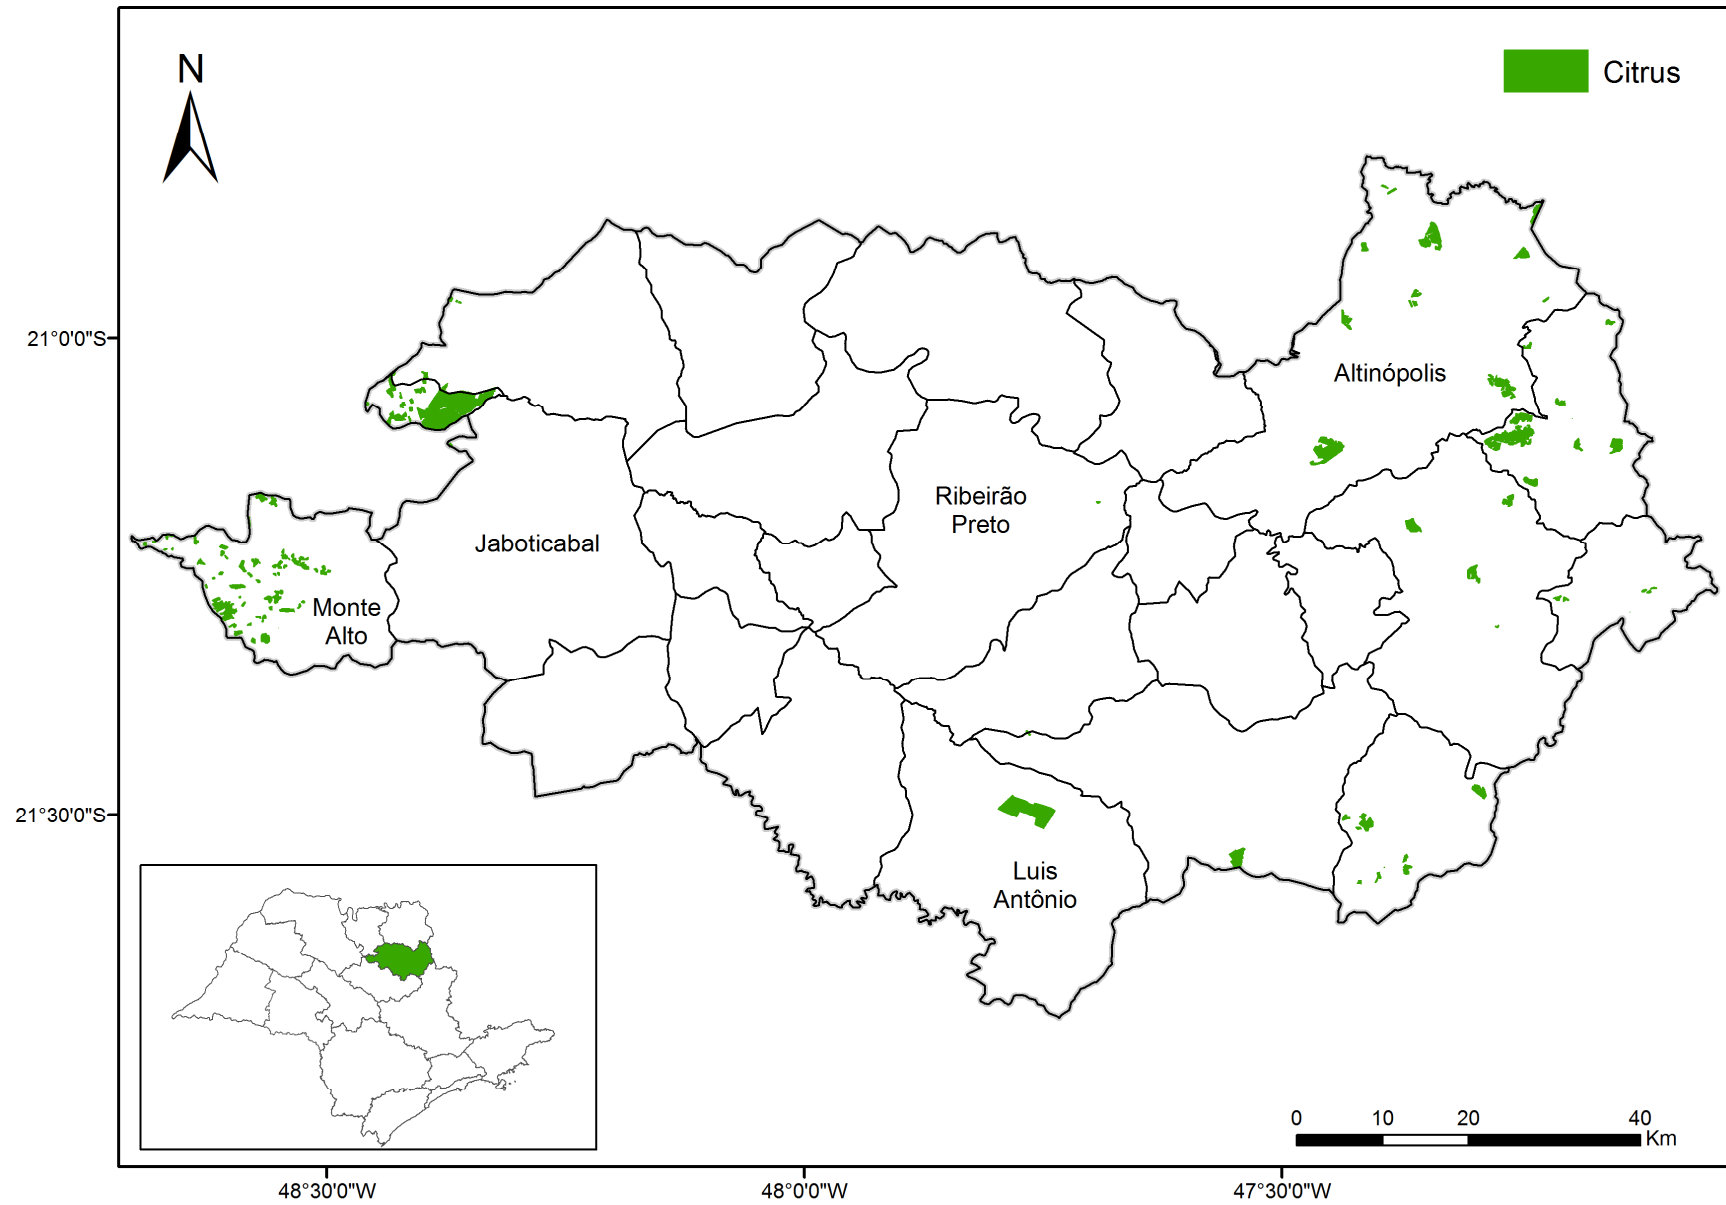 N
Citrus
21°0'0"S
Altinópolis
Ribeirão
Preto
Jaboticabal
Monte
Alto
21°30'0"S
Luis
Antônio
0 10 20 40
Km
48°30'0"W 48°0'0"W 47°30'0"W